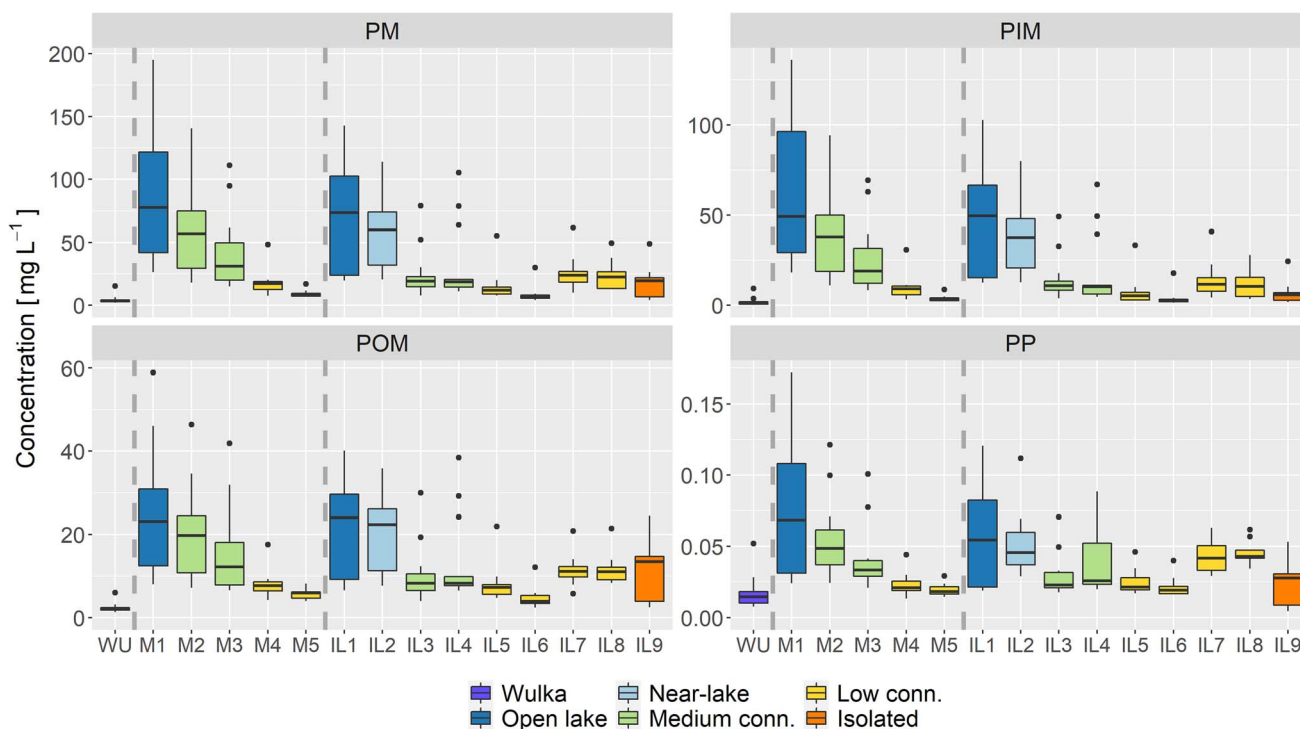 PM
PIM
200
150
100
50
0
100
50
0
POM
PP
60
40
20
0
0.15
0.10
0.05
0.00
Concentration [ mg L⁻¹ ]
WU M1 M2 M3 M4 M5 IL1 IL2 IL3 IL4 IL5 IL6 IL7 IL8 IL9
WU M1 M2 M3 M4 M5 IL1 IL2 IL3 IL4 IL5 IL6 IL7 IL8 IL9
Wulka Near-lake Low conn.
Open lake Medium conn. Isolated